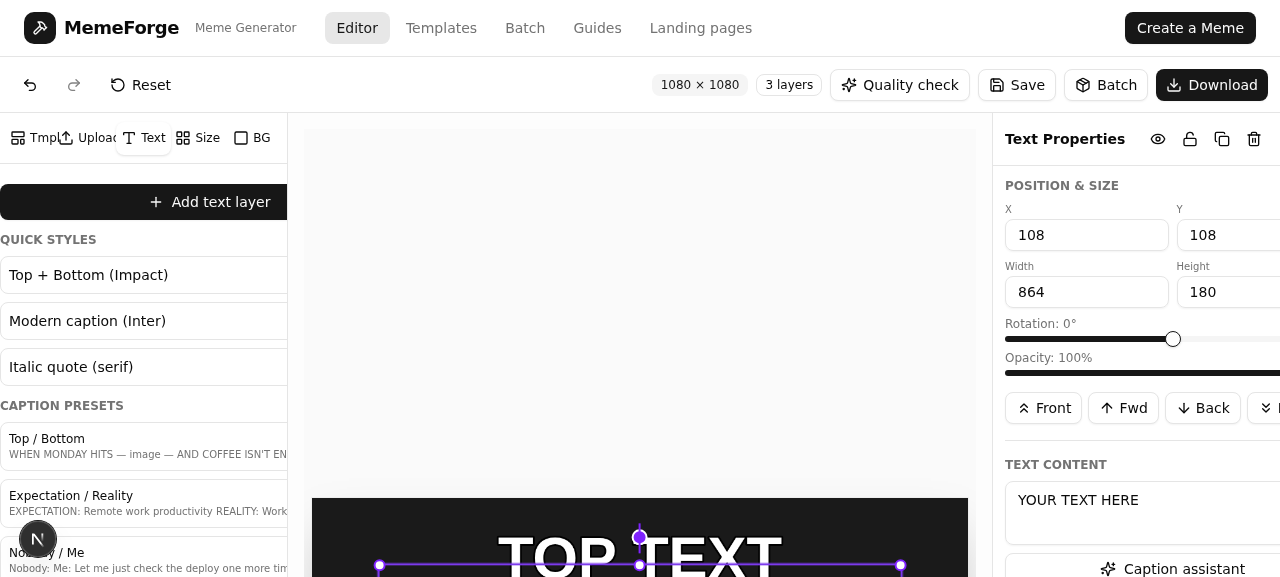 MemeForge Meme Generator Editor Templates Batch Guides Landing pages Create a Meme
Reset 1080 × 1080 3 layers Quality check Save Batch Download
Tmpl Upload Text Size BG
Text Properties
Add text layer
QUICK STYLES
Top + Bottom (Impact)
Modern caption (Inter)
Italic quote (serif)
CAPTION PRESETS
Top / Bottom
WHEN MONDAY HITS — image — AND COFFEE ISN'T EN
Expectation / Reality
EXPECTATION: Remote work productivity REALITY: Work
Nobody / Me
Nobody: Me: Let me just check the deploy one more tim
N
TOP TEXT
POSITION & SIZE
X Y
108 108
Width Height
864 180
Rotation: 0°
Opacity: 100%
Front Fwd Back
TEXT CONTENT
YOUR TEXT HERE
Caption assistant